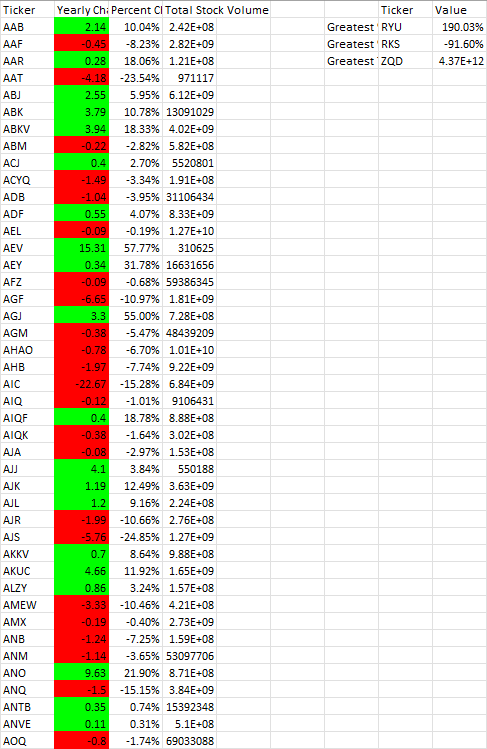 Ticker Yearly Cha Percent Cl Total Stock Volume Ticker Value
AAB 2.14 10.04% 2.42E+08 Greatest RYU 190.03%
AAF -0.45 -8.23% 2.82E+09 Greatest RKS -91.60%
AAR 0.28 18.06% 1.21E+08 Greatest ZQD 4.37E+12
AAT -4.18 -23.54% 971117
ABJ 2.55 5.95% 6.12E+09
ABK 3.79 10.78% 13091029
ABKV 3.94 18.33% 4.02E+09
ABM -0.22 -2.82% 5.82E+08
ACJ 0.4 2.70% 5520801
ACYQ -1.49 -3.34% 1.91E+08
ADB -1.04 -3.95% 31106434
ADF 0.55 4.07% 8.33E+09
AEL -0.09 -0.19% 1.27E+10
AEV 15.31 57.77% 310625
AEY 0.34 31.78% 16631656
AFZ -0.09 -0.68% 59386345
AGF -6.65 -10.97% 1.81E+09
AGJ 3.3 55.00% 7.28E+08
AGM -0.38 -5.47% 48439209
AHAO -0.78 -6.70% 1.01E+10
AHB -1.97 -7.74% 9.22E+09
AIC -22.67 -15.28% 6.84E+09
AIQ -0.12 -1.01% 9106431
AIQF 0.4 18.78% 8.88E+08
AIQK -0.38 -1.64% 3.02E+08
AJA -0.08 -2.97% 1.53E+08
AJJ 4.1 3.84% 550188
AJK 1.19 12.49% 3.63E+09
AJL 1.2 9.16% 2.24E+08
AJR -1.99 -10.66% 2.76E+08
AJS -5.76 -24.85% 1.27E+09
AKKV 0.7 8.64% 9.88E+08
AKUC 4.66 11.92% 1.65E+09
ALZY 0.86 3.24% 1.57E+08
AMEW -3.33 -10.46% 4.21E+08
AMX -0.19 -0.40% 2.73E+09
ANB -1.24 -7.25% 1.59E+08
ANM -1.14 -3.65% 53097706
ANO 9.63 21.90% 8.71E+08
ANQ -1.5 -15.15% 3.84E+09
ANTB 0.35 0.74% 15392348
ANVE 0.11 0.31% 5.1E+08
AOQ -0.8 -1.74% 69033088